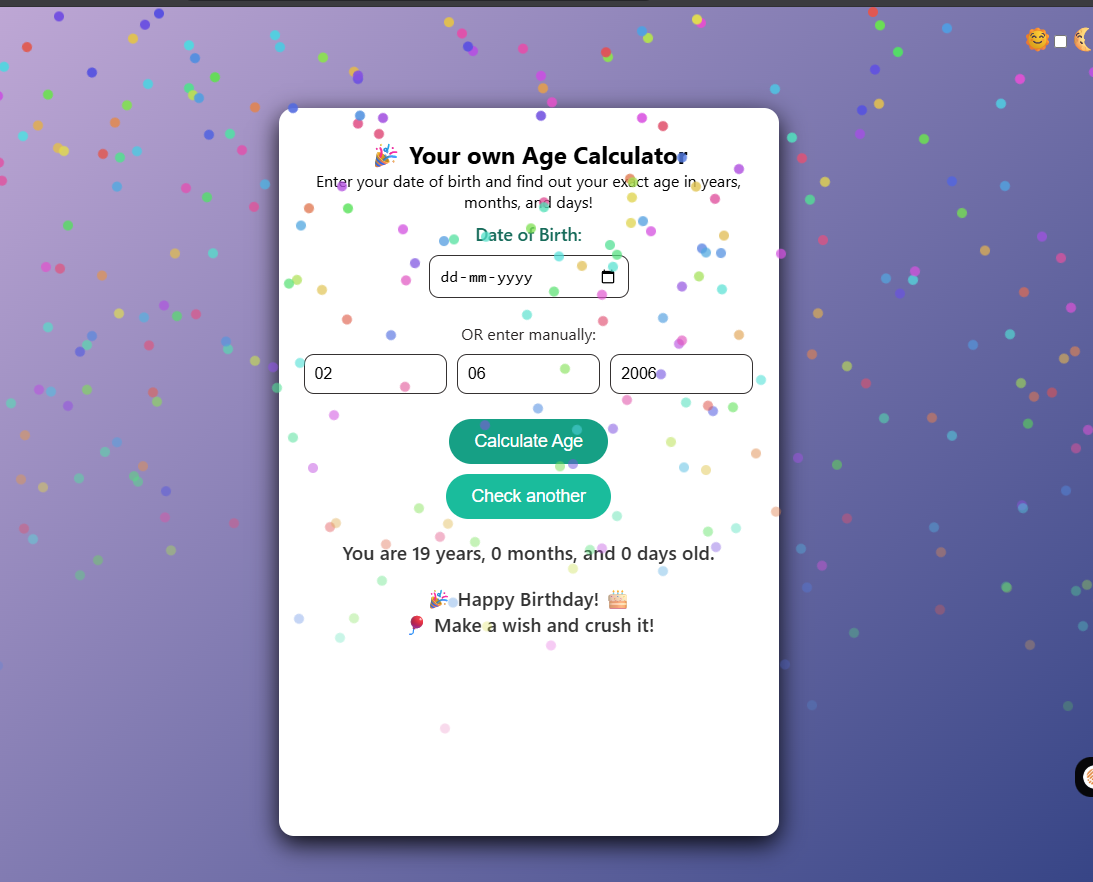 🎉 Your own Age Calculator
Enter your date of birth and find out your exact age in years,
months, and days!
Date of Birth:
dd-mm-yyyy
OR enter manually:
02 06 2006
Calculate Age
Check another
You are 19 years, 0 months, and 0 days old.
🎉 Happy Birthday! 🎂
🎈 Make a wish and crush it!